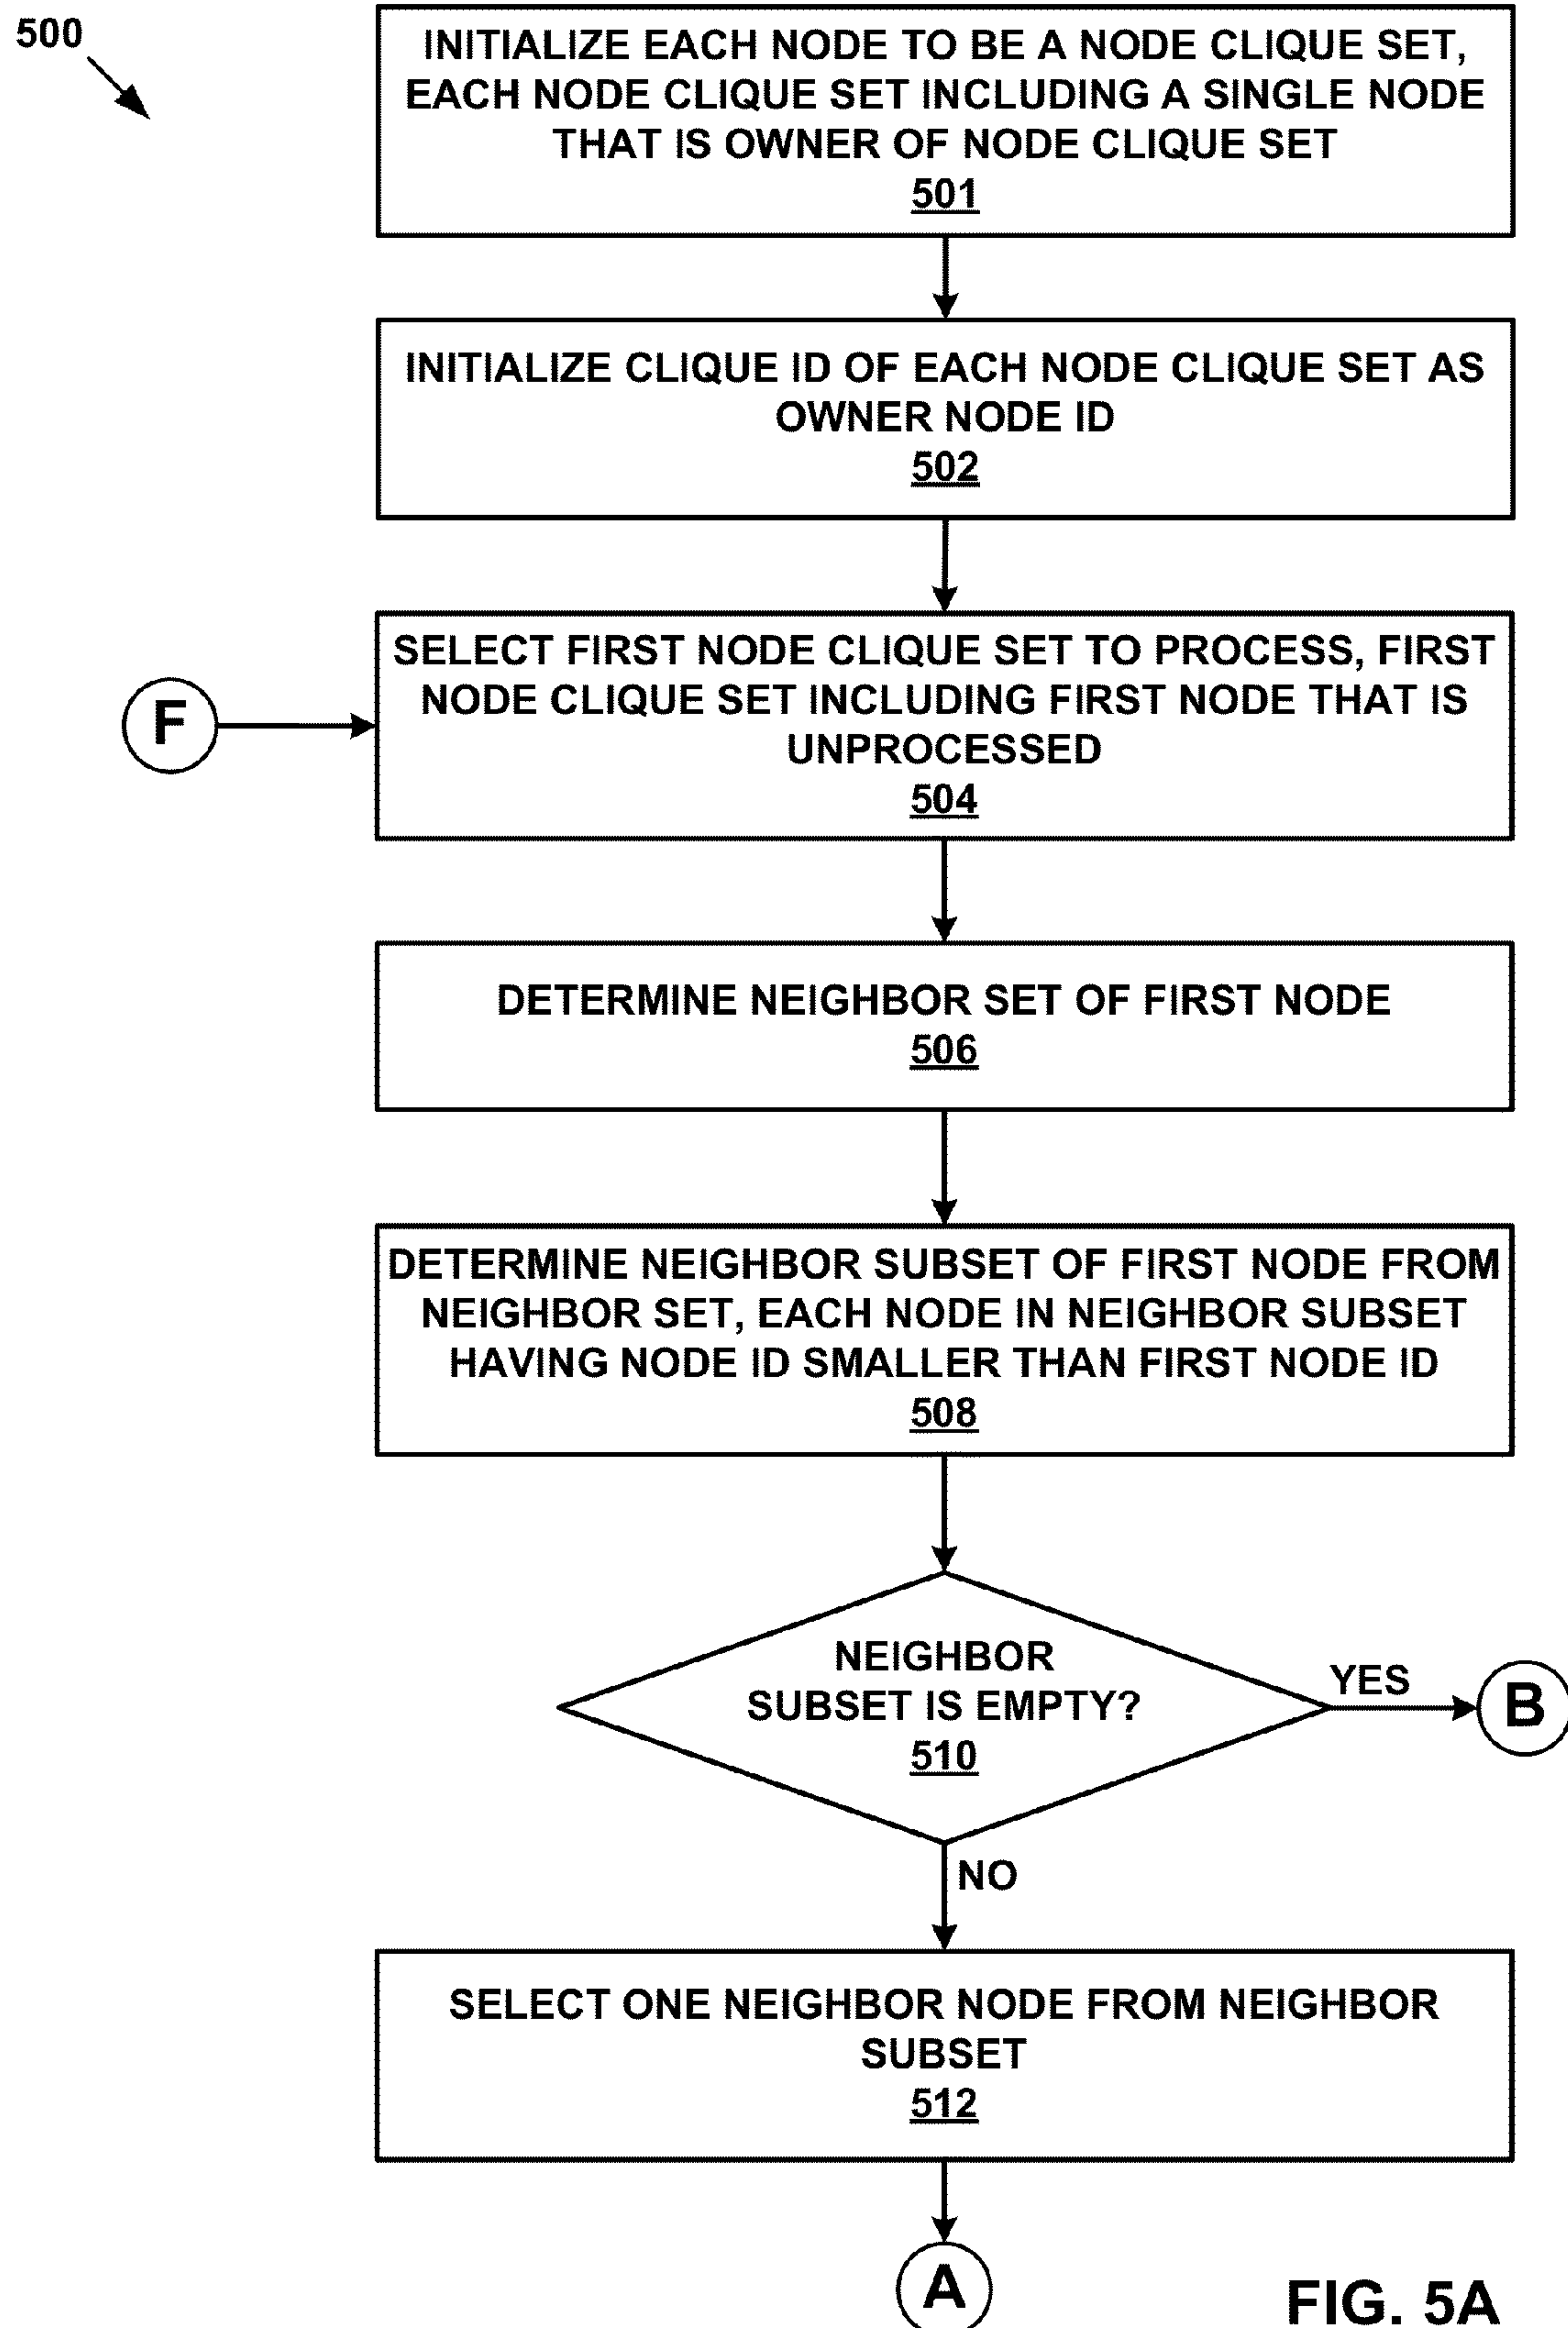 500
INITIALIZE EACH NODE TO BE A NODE CLIQUE SET,
EACH NODE CLIQUE SET INCLUDING A SINGLE NODE
THAT IS OWNER OF NODE CLIQUE SET
501
INITIALIZE CLIQUE ID OF EACH NODE CLIQUE SET AS
OWNER NODE ID
502
SELECT FIRST NODE CLIQUE SET TO PROCESS, FIRST
NODE CLIQUE SET INCLUDING FIRST NODE THAT IS
UNPROCESSED
504
F
DETERMINE NEIGHBOR SET OF FIRST NODE
506
DETERMINE NEIGHBOR SUBSET OF FIRST NODE FROM
NEIGHBOR SET, EACH NODE IN NEIGHBOR SUBSET
HAVING NODE ID SMALLER THAN FIRST NODE ID
508
NEIGHBOR
SUBSET IS EMPTY?
510
YES
B
NO
SELECT ONE NEIGHBOR NODE FROM NEIGHBOR
SUBSET
512
A
FIG. 5A